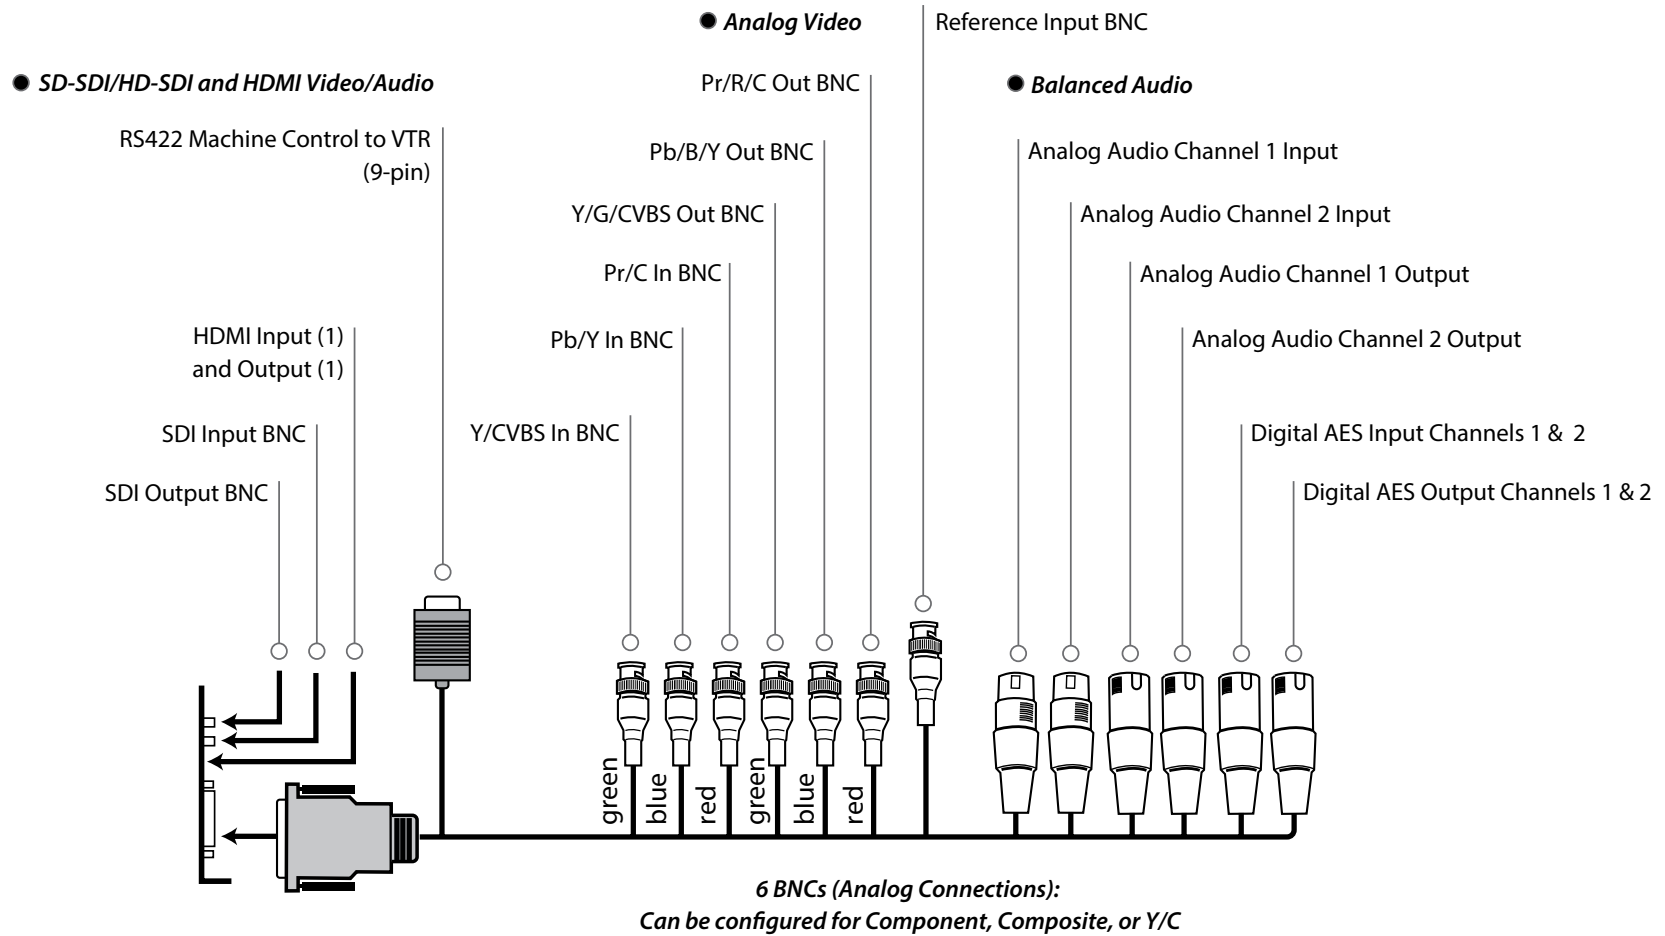 ● Analog Video
Reference Input BNC
● SD-SDI/HD-SDI and HDMI Video/Audio
Pr/R/C Out BNC
● Balanced Audio
RS422 Machine Control to VTR
(9-pin)
Pb/B/Y Out BNC
Analog Audio Channel 1 Input
Y/G/CVBS Out BNC
Analog Audio Channel 2 Input
Pr/C In BNC
Analog Audio Channel 1 Output
HDMI Input (1)
and Output (1)
Pb/Y In BNC
Analog Audio Channel 2 Output
SDI Input BNC
Y/CVBS In BNC
Digital AES Input Channels 1 & 2
SDI Output BNC
Digital AES Output Channels 1 & 2
green
blue
red
green
blue
red
6 BNCs (Analog Connections):
Can be configured for Component, Composite, or Y/C